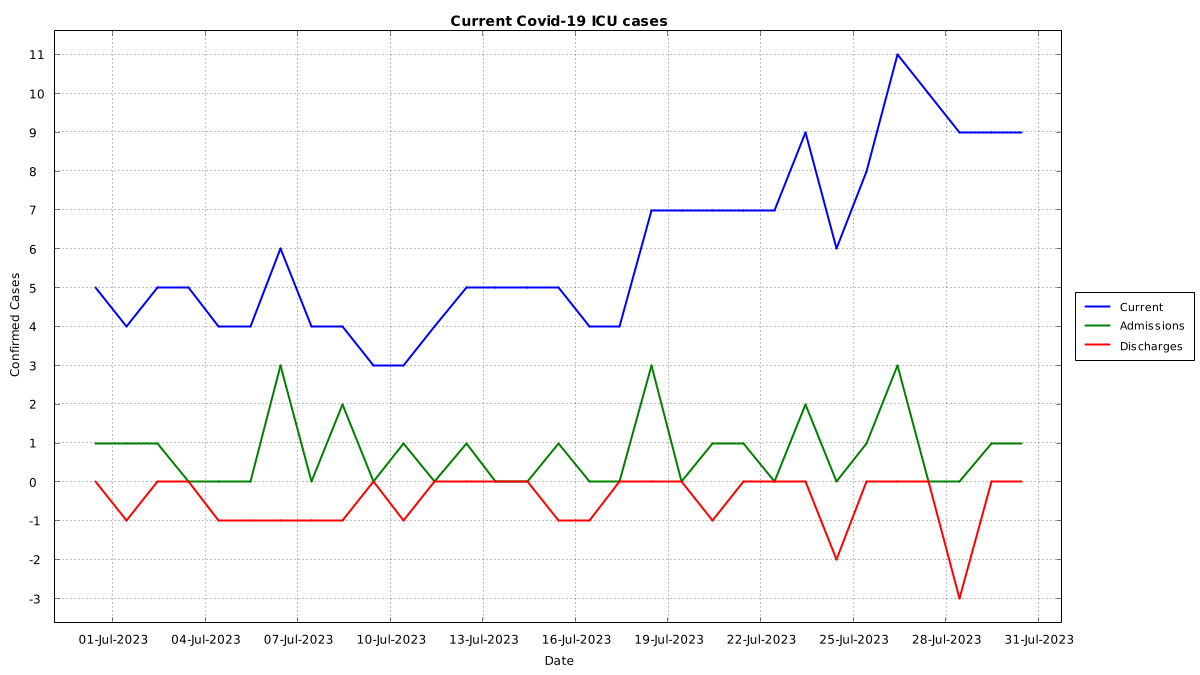 Current Covid-19 ICU cases
11
10
9
8
7
6
5
4
3
2
1
0
-1
-2
-3
Confirmed Cases
01-Jul-2023 04-Jul-2023 07-Jul-2023 10-Jul-2023 13-Jul-2023 16-Jul-2023 19-Jul-2023 22-Jul-2023 25-Jul-2023 28-Jul-2023 31-Jul-2023
Date
Current
Admissions
Discharges